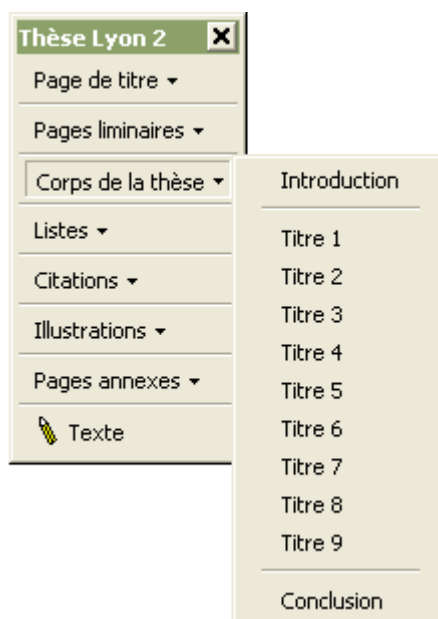 Thèse Lyon 2
Page de titre
Pages liminaires
Corps de la thèse
Listes
Citations
Illustrations
Pages annexes
Texte
Introduction
Titre 1
Titre 2
Titre 3
Titre 4
Titre 5
Titre 6
Titre 7
Titre 8
Titre 9
Conclusion